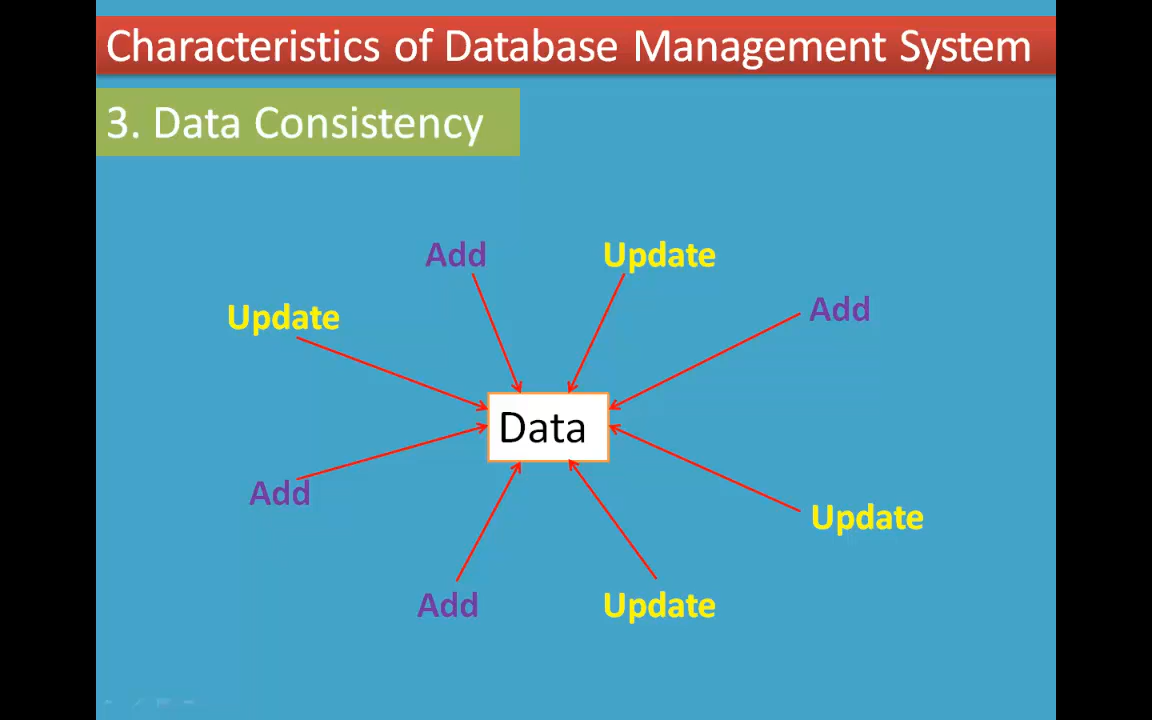 Characteristics of Database Management System
3. Data Consistency
Add
Update
Update
Add
Data
Add
Update
Add
Update